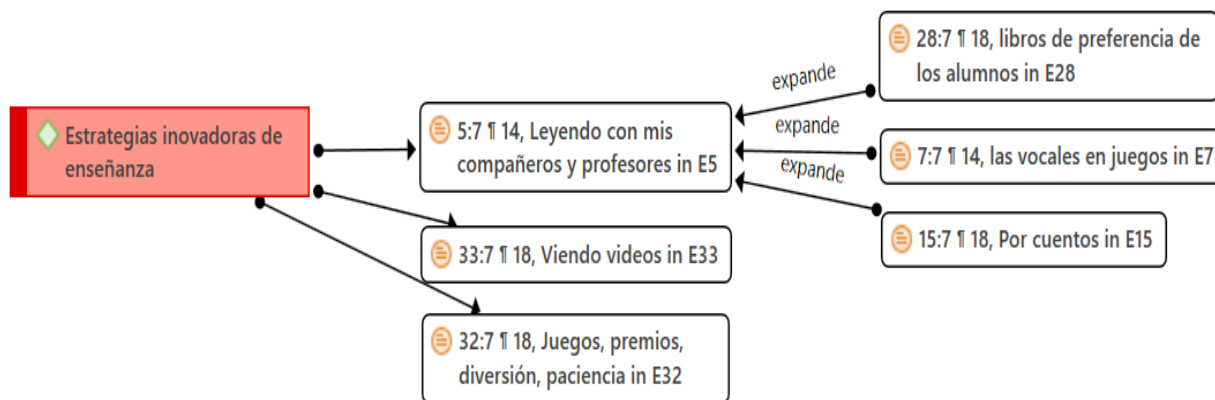 Estrategias inovadoras de
enseñanza
5:7 ¶ 14, Leyendo con mis
compañeros y profesores in E5
33:7 ¶ 18, Viendo videos in E33
32:7 ¶ 18, Juegos, premios,
diversión, paciencia in E32
expande
expande
expande
28:7 ¶ 18, libros de preferencia de
los alumnos in E28
7:7 ¶ 14, las vocales en juegos in E7
15:7 ¶ 18, Por cuentos in E15